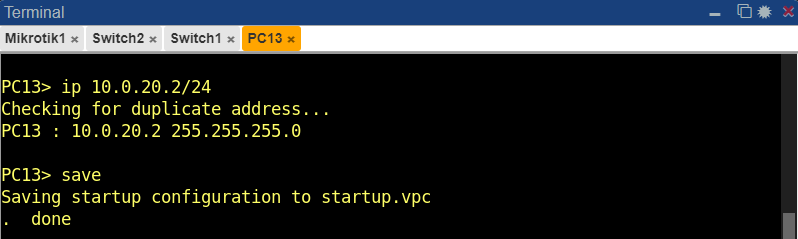 Terminal
Mikrotik1 × Switch2 × Switch1 × PC13 ×
PC13> ip 10.0.20.2/24
Checking for duplicate address...
PC13 : 10.0.20.2 255.255.255.0
PC13> save
Saving startup configuration to startup.vpc
.  done